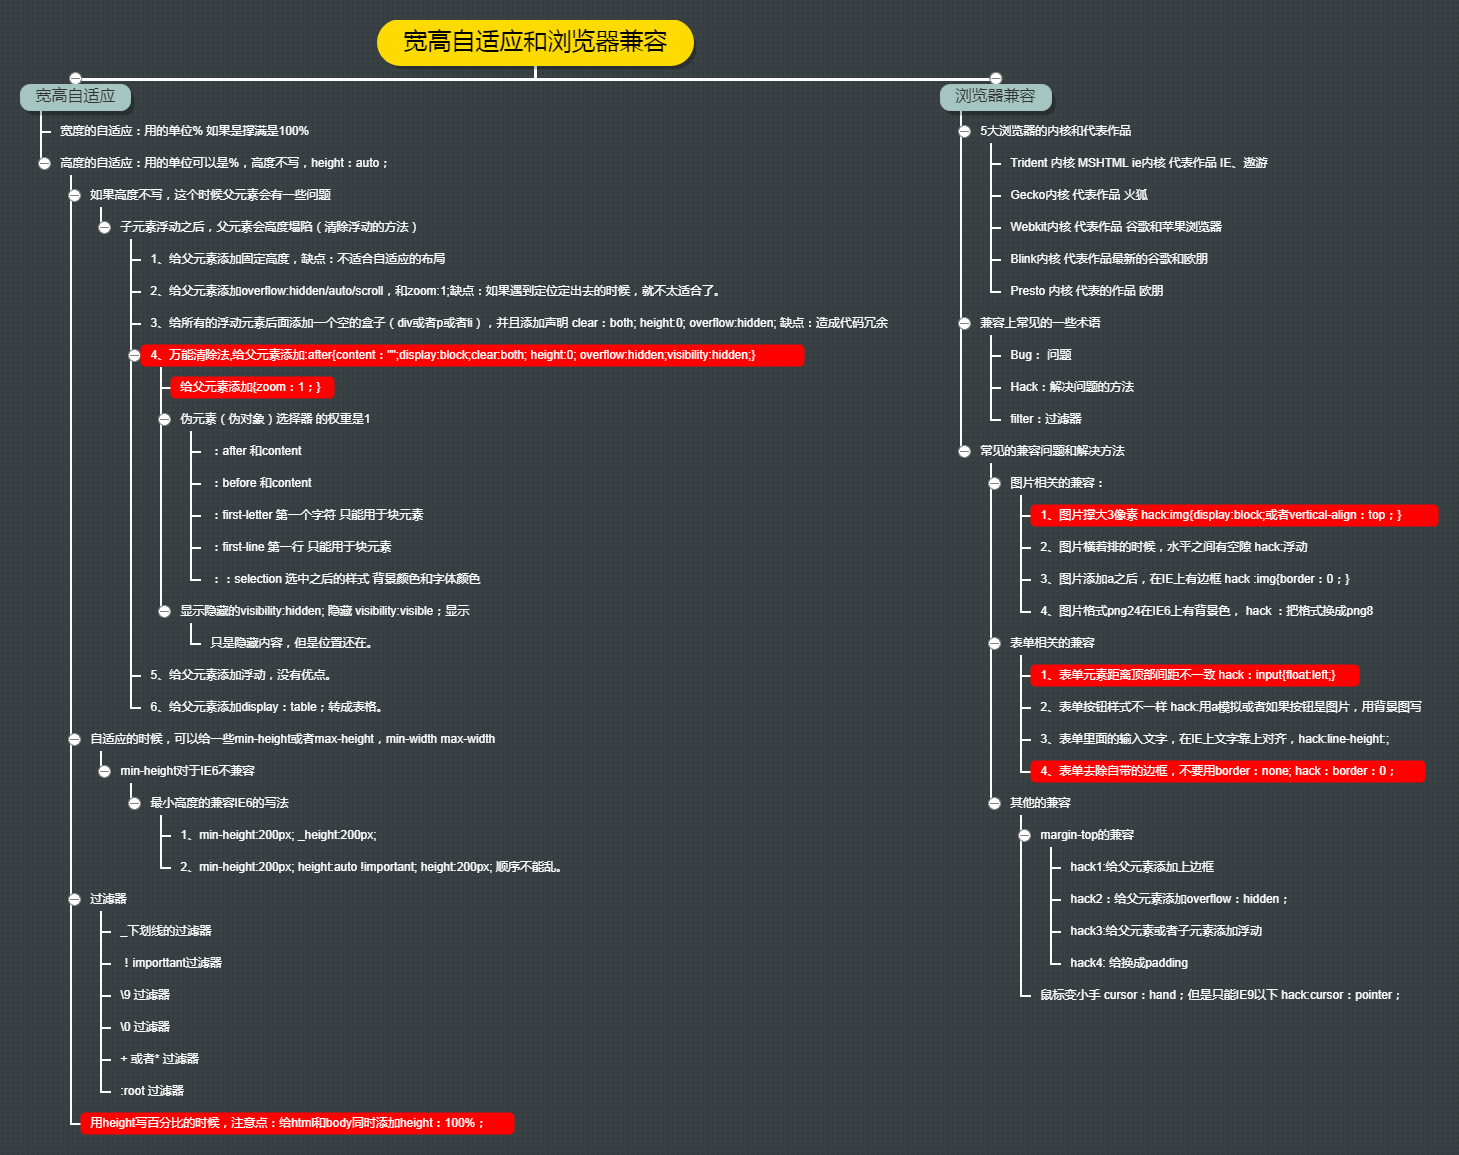 宽高自适应和浏览器兼容
宽高自适应
宽度的自适应：用的单位% 如果是撑满是100%
高度的自适应：用的单位可以是%，高度不写，height：auto；
如果高度不写，这个时候父元素会有一些问题
子元素浮动之后，父元素会高度塌陷（清除浮动的方法）
1、给父元素添加固定高度，缺点：不适合自适应的布局
2、给父元素添加overflow:hidden/auto/scroll，和zoom:1;缺点：如果遇到定位定出去的时候，就不太适合了。
3、给所有的浮动元素后面添加一个空的盒子（div或者p或者li），并且添加声明 clear：both; height:0; overflow:hidden; 缺点：造成代码冗余
4、万能清除法,给父元素添加:after{content："";display:block;clear:both; height:0; overflow:hidden;visibility:hidden;}
给父元素添加{zoom：1；}
伪元素（伪对象）选择器 的权重是1
：after 和content
：before 和content
：first-letter 第一个字符 只能用于块元素
：first-line 第一行 只能用于块元素
：：selection 选中之后的样式 背景颜色和字体颜色
显示隐藏的visibility:hidden; 隐藏 visibility:visible；显示
只是隐藏内容，但是位置还在。
5、给父元素添加浮动，没有优点。
6、给父元素添加display：table；转成表格。
自适应的时候，可以给一些min-height或者max-height，min-width max-width
min-height对于IE6不兼容
最小高度的兼容IE6的写法
1、min-height:200px; _height:200px;
2、min-height:200px; height:auto !important; height:200px; 顺序不能乱。
过滤器
_下划线的过滤器
！importtant过滤器
\9 过滤器
\0 过滤器
+ 或者* 过滤器
:root 过滤器
用height写百分比的时候，注意点：给html和body同时添加height：100%；
浏览器兼容
5大浏览器的内核和代表作品
Trident 内核 MSHTML ie内核 代表作品 IE、遨游
Gecko内核 代表作品 火狐
Webkit内核 代表作品 谷歌和苹果浏览器
Blink内核 代表作品最新的谷歌和欧朋
Presto 内核 代表的作品 欧朋
兼容上常见的一些术语
Bug： 问题
Hack：解决问题的方法
filter：过滤器
常见的兼容问题和解决方法
图片相关的兼容：
1、图片撑大3像素 hack:img{display:block;或者vertical-align：top；}
2、图片横着排的时候，水平之间有空隙 hack:浮动
3、图片添加a之后，在IE上有边框 hack :img{border：0；}
4、图片格式png24在IE6上有背景色， hack ：把格式换成png8
表单相关的兼容
1、表单元素距离顶部间距不一致 hack：input{float:left;}
2、表单按钮样式不一样 hack:用a模拟或者如果按钮是图片，用背景图写
3、表单里面的输入文字，在IE上文字靠上对齐，hack:line-height:;
4、表单去除自带的边框，不要用border：none; hack：border：0；
其他的兼容
margin-top的兼容
hack1:给父元素添加上边框
hack2：给父元素添加overflow：hidden；
hack3:给父元素或者子元素添加浮动
hack4: 给换成padding
鼠标变小手 cursor：hand；但是只能IE9以下 hack:cursor：pointer；